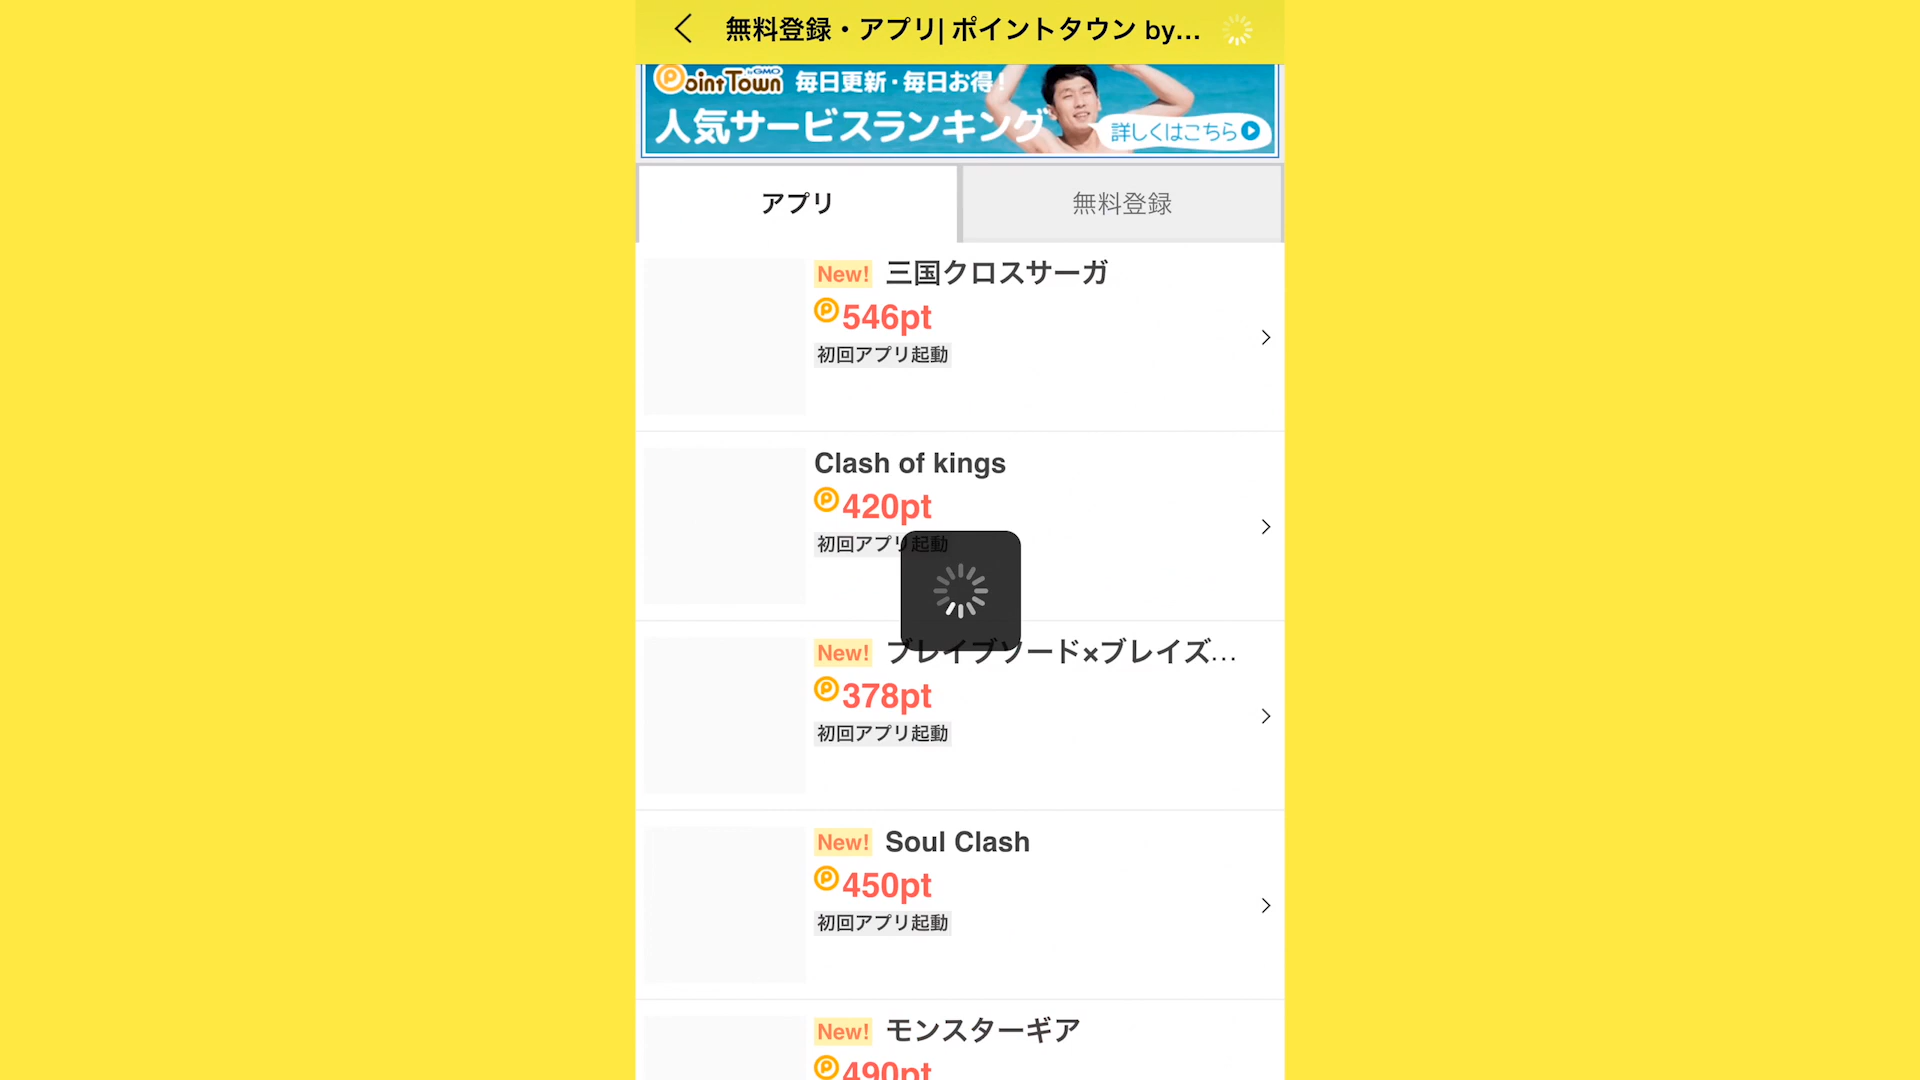 無料登録・アプリ| ポイントタウン by...
PointTown by GMO 毎日更新・毎日お得!
人気サービスランキング
詳しくはこちら
アプリ
無料登録
New! 三国クロスサーガ
546pt
初回アプリ起動
Clash of kings
420pt
初回アプリ起動
New! ブレイブソード×ブレイズ...
378pt
初回アプリ起動
New! Soul Clash
450pt
初回アプリ起動
New! モンスターギア
490pt